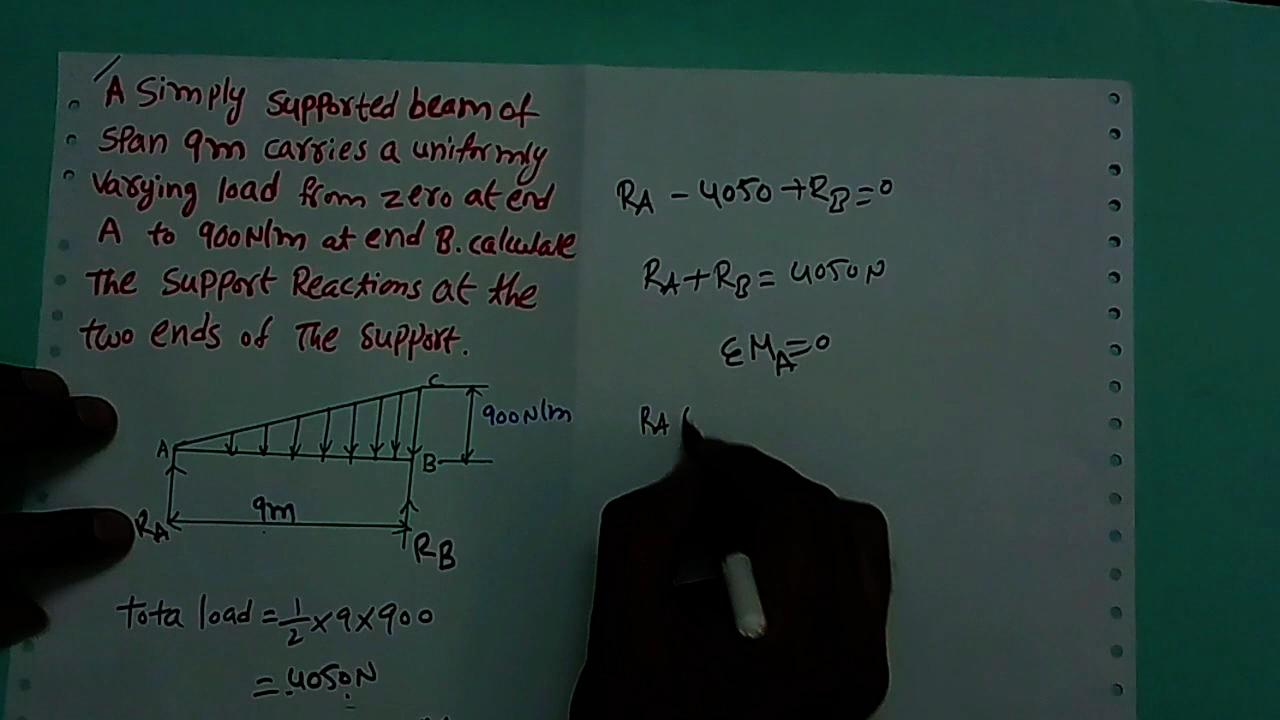 A Simply Supported beam of
Span 9m carries a uniformly
Varying load from zero at end
A to 900N/m at end B. calculate
The Support Reactions at the
two ends of The Support.
C
900N/m
A
B
9m
RA
RB
Tota load = 1/2 x 9 x 900
= 4050N
RA - 4050 + RB = 0
RA + RB = 4050N
ΣMA = 0
RA (